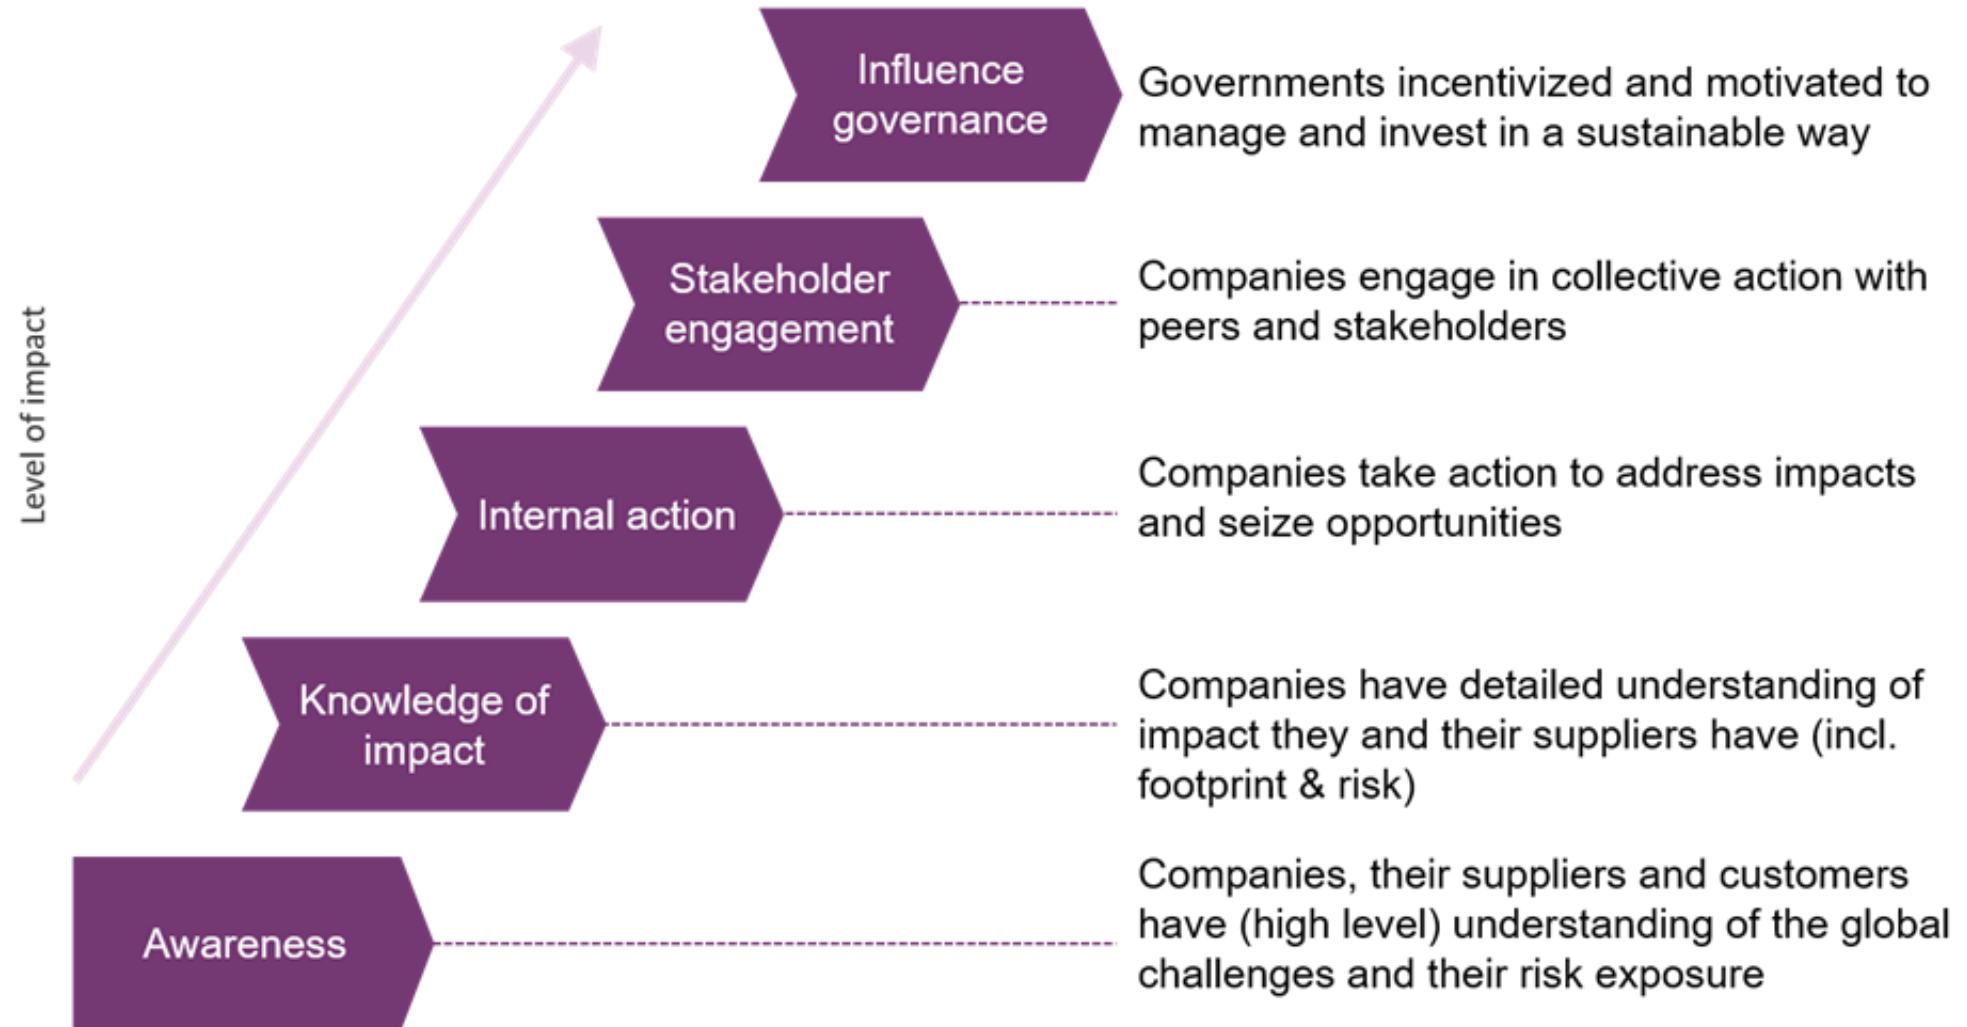 Level of impact
Influence
governance
Governments incentivized and motivated to
manage and invest in a sustainable way
Stakeholder
engagement
Companies engage in collective action with
peers and stakeholders
Internal action
Companies take action to address impacts
and seize opportunities
Knowledge of
impact
Companies have detailed understanding of
impact they and their suppliers have (incl.
footprint & risk)
Awareness
Companies, their suppliers and customers
have (high level) understanding of the global
challenges and their risk exposure